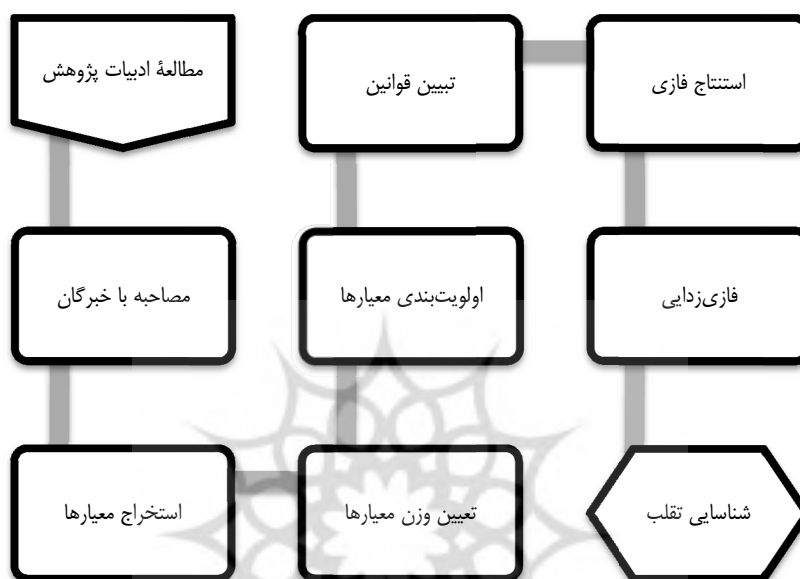 مطالعهٔ ادبیات پژوهش
مصاحبه با خبرگان
استخراج معیارها
تعیین وزن معیارها
اولویت‌بندی معیارها
تبیین قوانین
استنتاج فازی
فازی‌زدایی
شناسایی تقلب